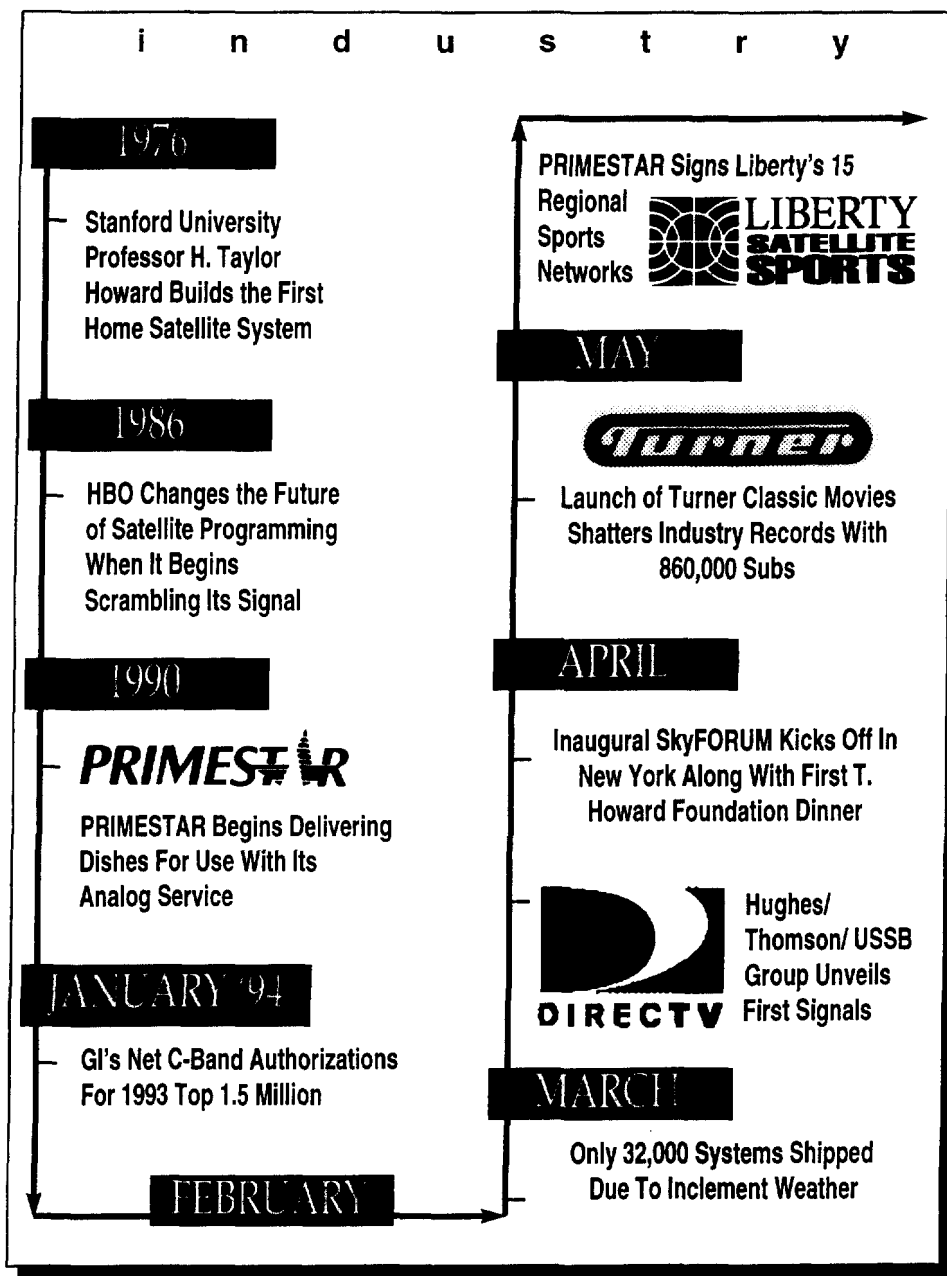 industry
1976
Stanford University
Professor H. Taylor
Howard Builds the First
Home Satellite System
1986
HBO Changes the Future
of Satellite Programming
When It Begins
Scrambling Its Signal
1990
PRIMESTAR
PRIMESTAR Begins Delivering
Dishes For Use With Its
Analog Service
JANUARY '94
GI's Net C-Band Authorizations
For 1993 Top 1.5 Million
FEBRUARY
PRIMESTAR Signs Liberty's 15
Regional
Sports
Networks
LIBERTY
SATELLITE
SPORTS
MAY
Turner
Launch of Turner Classic Movies
Shatters Industry Records With
860,000 Subs
APRIL
Inaugural SkyFORUM Kicks Off In
New York Along With First T.
Howard Foundation Dinner
DIRECTV
Hughes/
Thomson/ USSB
Group Unveils
First Signals
MARCH
Only 32,000 Systems Shipped
Due To Inclement Weather